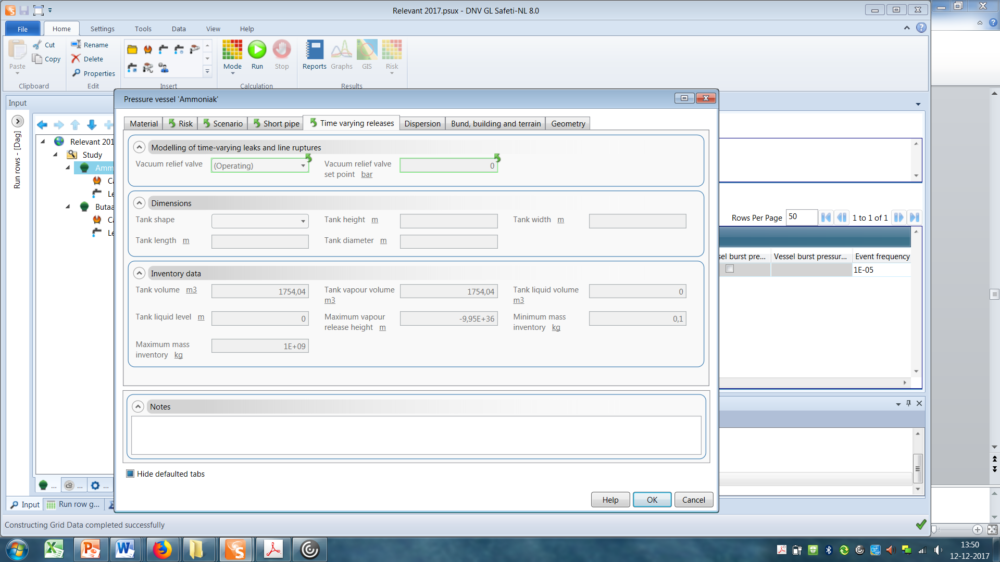 Relevant 2017.psux - DNV GL Safeti-NL 8.0
File Home Settings Tools Data View Help
Paste
Cut
Copy
Clipboard
Rename
Delete
Properties
Edit
Insert
Mode Run Stop
Calculation
Reports Graphs GIS Risk
Results
Input
Run rows - [Dag]
Relevant 201
Study
Amm
Ca
Le
Butaa
Ca
Le
Pressure vessel 'Ammoniak'
Material Risk Scenario Short pipe Time varying releases Dispersion Bund, building and terrain Geometry
Modelling of time-varying leaks and line ruptures
Vacuum relief valve (Operating)
Vacuum relief valve set point bar 0
Dimensions
Tank shape
Tank height m
Tank width m
Tank length m
Tank diameter m
Inventory data
Tank volume m3 1754,04
Tank vapour volume m3 1754,04
Tank liquid volume m3 0
Tank liquid level m 0
Maximum vapour release height m -9,95E+36
Minimum mass inventory kg 0,1
Maximum mass inventory kg 1E+09
Notes
Hide defaulted tabs
Help OK Cancel
Rows Per Page 50 1 to 1 of 1
sel burst pre... Vessel burst pressur... Event frequency
1E-05
... ... ...
Input Run row g...
Constructing Grid Data completed successfully
13:50
12-12-2017